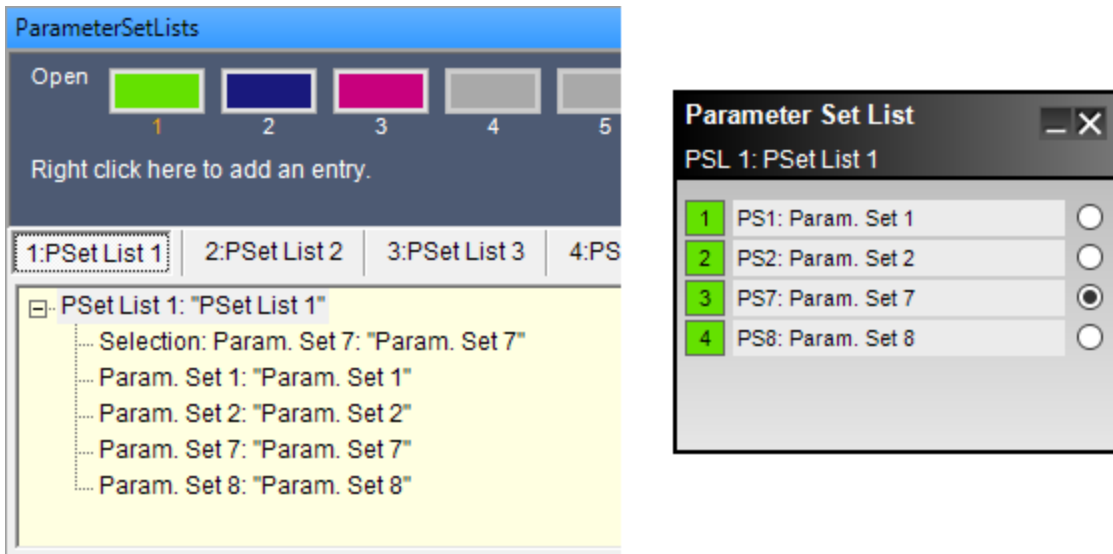 ParameterSetLists
Open
1 2 3 4 5
Right click here to add an entry.
1:PSet List 1 2:PSet List 2 3:PSet List 3 4:PS
PSet List 1: "PSet List 1"
Selection: Param. Set 7: "Param. Set 7"
Param. Set 1: "Param. Set 1"
Param. Set 2: "Param. Set 2"
Param. Set 7: "Param. Set 7"
Param. Set 8: "Param. Set 8"
Parameter Set List
PSL 1: PSet List 1
1 PS1: Param. Set 1
2 PS2: Param. Set 2
3 PS7: Param. Set 7
4 PS8: Param. Set 8